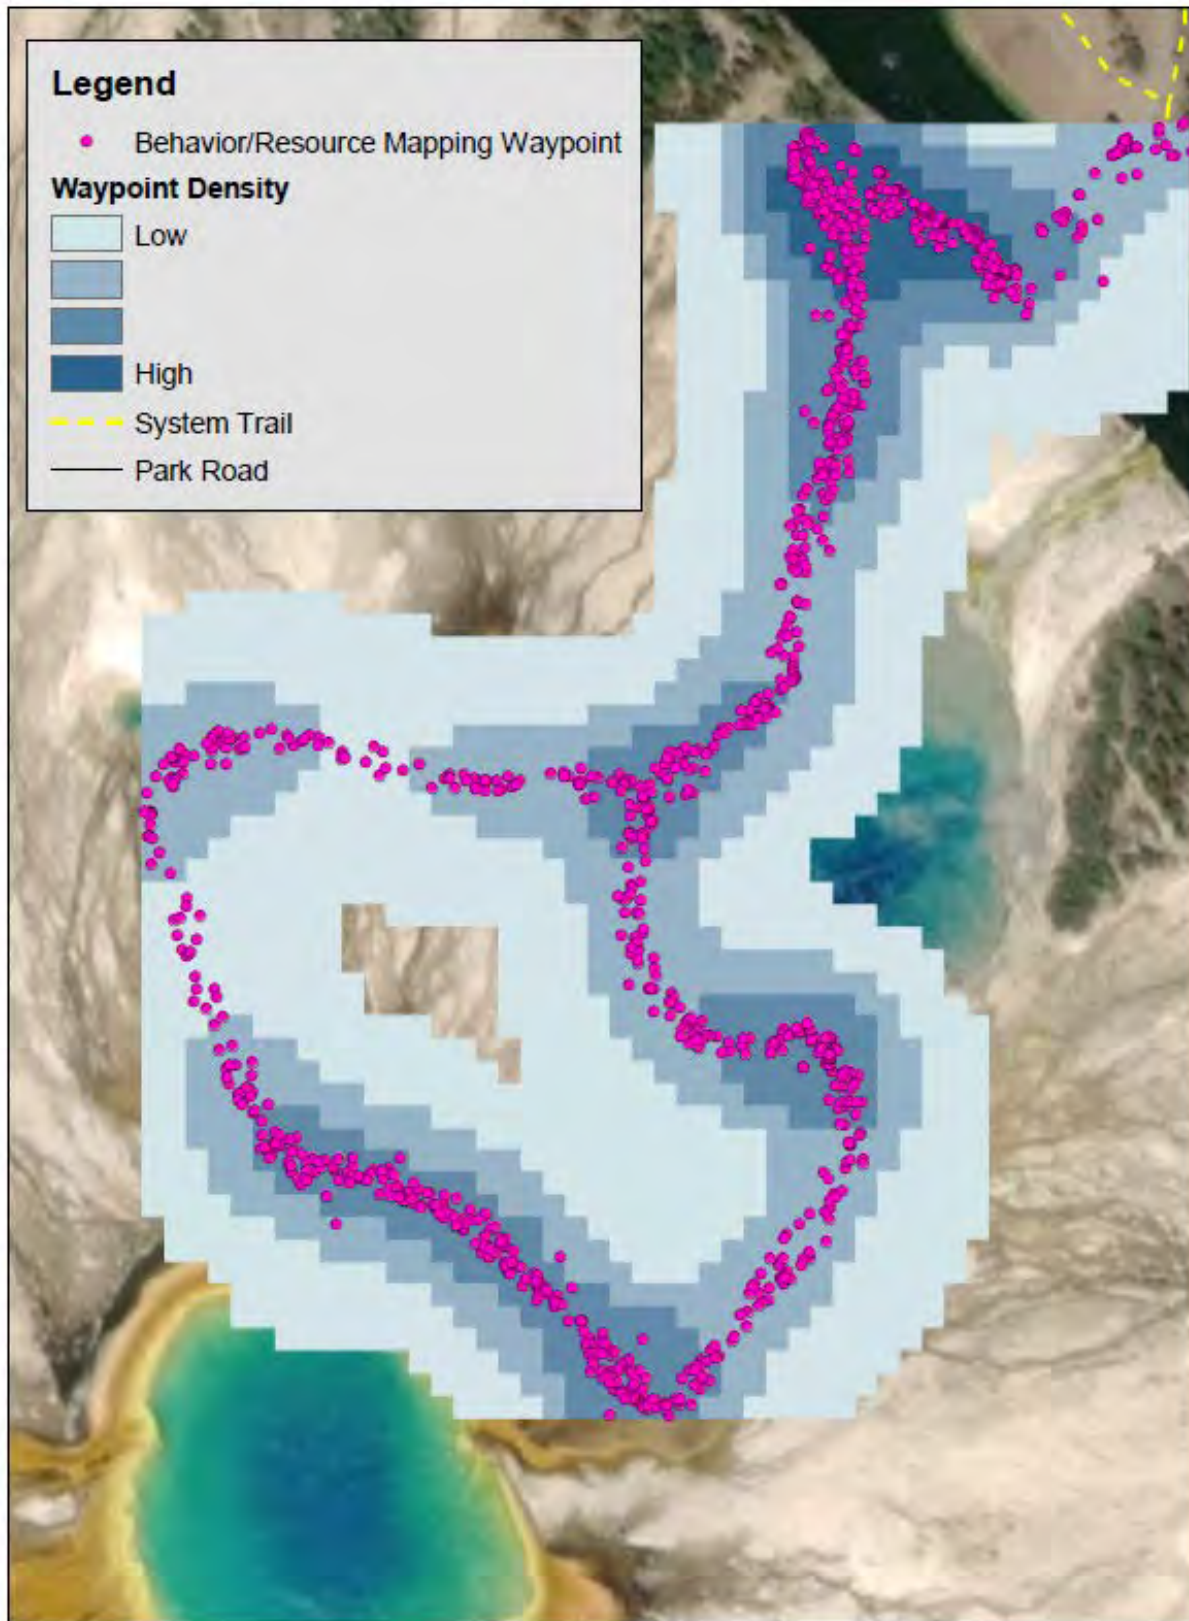 Legend
Behavior/Resource Mapping Waypoint
Waypoint Density
Low
High
System Trail
Park Road